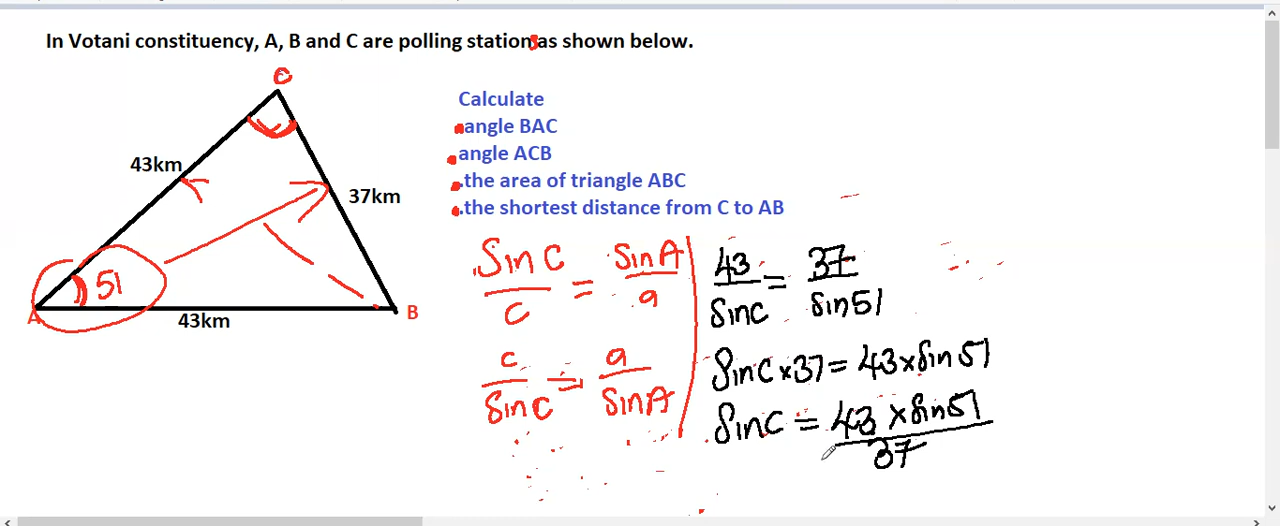 In Votani constituency, A, B and C are polling stations as shown below.
C
43km
37km
51
A
43km
B
Calculate
angle BAC
angle ACB
.the area of triangle ABC
.the shortest distance from C to AB
Sin C / C = Sin A / a
c / Sin C = a / Sin A
43 / Sin C = 37 / Sin 51
Sin C × 37 = 43 × Sin 51
Sin C = 43 × Sin 51 / 37